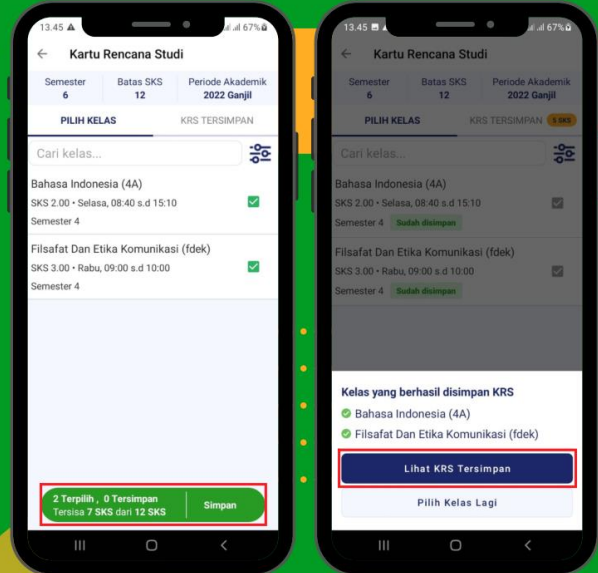 13.45
67%
Kartu Rencana Studi
Semester
6
Batas SKS
12
Periode Akademik
2022 Ganjil
PILIH KELAS
KRS TERSIMPAN
Cari kelas...
Bahasa Indonesia (4A)
SKS 2.00 • Selasa, 08:40 s.d 15:10
Semester 4
Filsafat Dan Etika Komunikasi (fdek)
SKS 3.00 • Rabu, 09:00 s.d 10:00
Semester 4
2 Terpilih , 0 Tersimpan
Tersisa 7 SKS dari 12 SKS
Simpan
13.45
67%
Kartu Rencana Studi
Semester
6
Batas SKS
12
Periode Akademik
2022 Ganjil
PILIH KELAS
KRS TERSIMPAN 5 SKS
Cari kelas...
Bahasa Indonesia (4A)
SKS 2.00 • Selasa, 08:40 s.d 15:10
Semester 4 Sudah disimpan
Filsafat Dan Etika Komunikasi (fdek)
SKS 3.00 • Rabu, 09:00 s.d 10:00
Semester 4 Sudah disimpan
Kelas yang berhasil disimpan KRS
Bahasa Indonesia (4A)
Filsafat Dan Etika Komunikasi (fdek)
Lihat KRS Tersimpan
Pilih Kelas Lagi